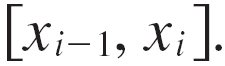 [x_{i-1}, x_i].